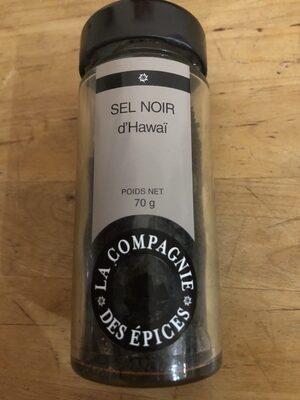 SEL NOIR
d'Hawaï
POIDS NET
70 g
LA COMPAGNIE
DES ÉPICES